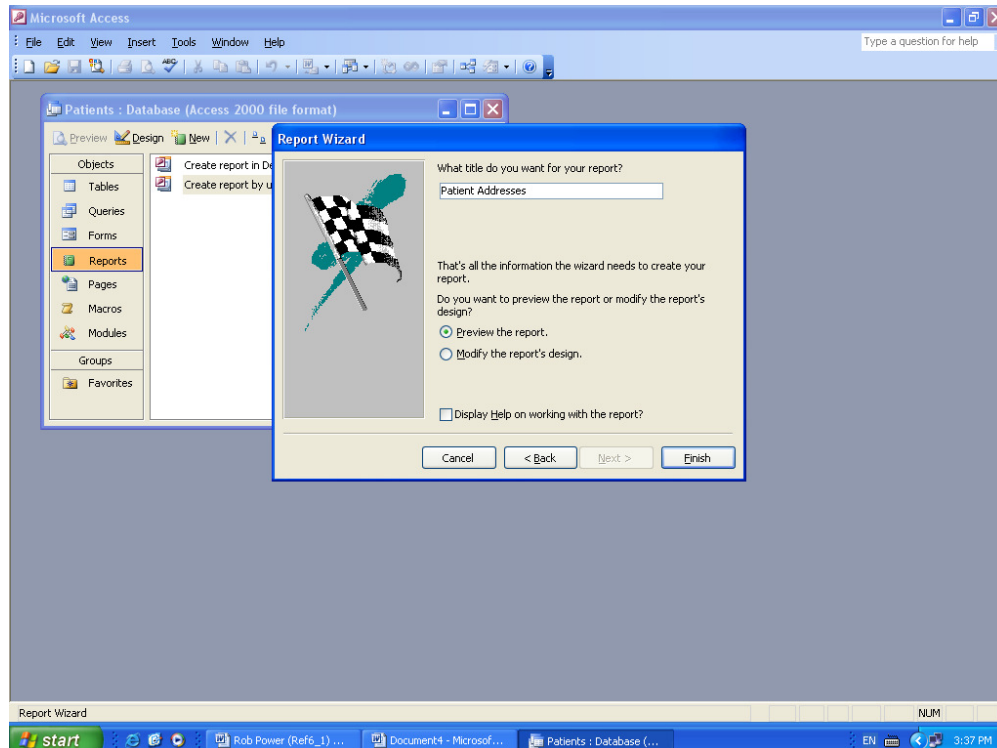 Microsoft Access
File Edit View Insert Tools Window Help
Type a question for help
Patients : Database (Access 2000 file format)
Preview Design New
Objects
Tables
Queries
Forms
Reports
Pages
Macros
Modules
Groups
Favorites
Create report in De
Create report by u
Report Wizard
What title do you want for your report?
Patient Addresses
That's all the information the wizard needs to create your
report.
Do you want to preview the report or modify the report's
design?
Preview the report.
Modify the report's design.
Display Help on working with the report?
Cancel < Back Next > Finish
Report Wizard
NUM
start Rob Power (Ref6_1) ... Document4 - Microsof... Patients : Database (... EN 3:37 PM